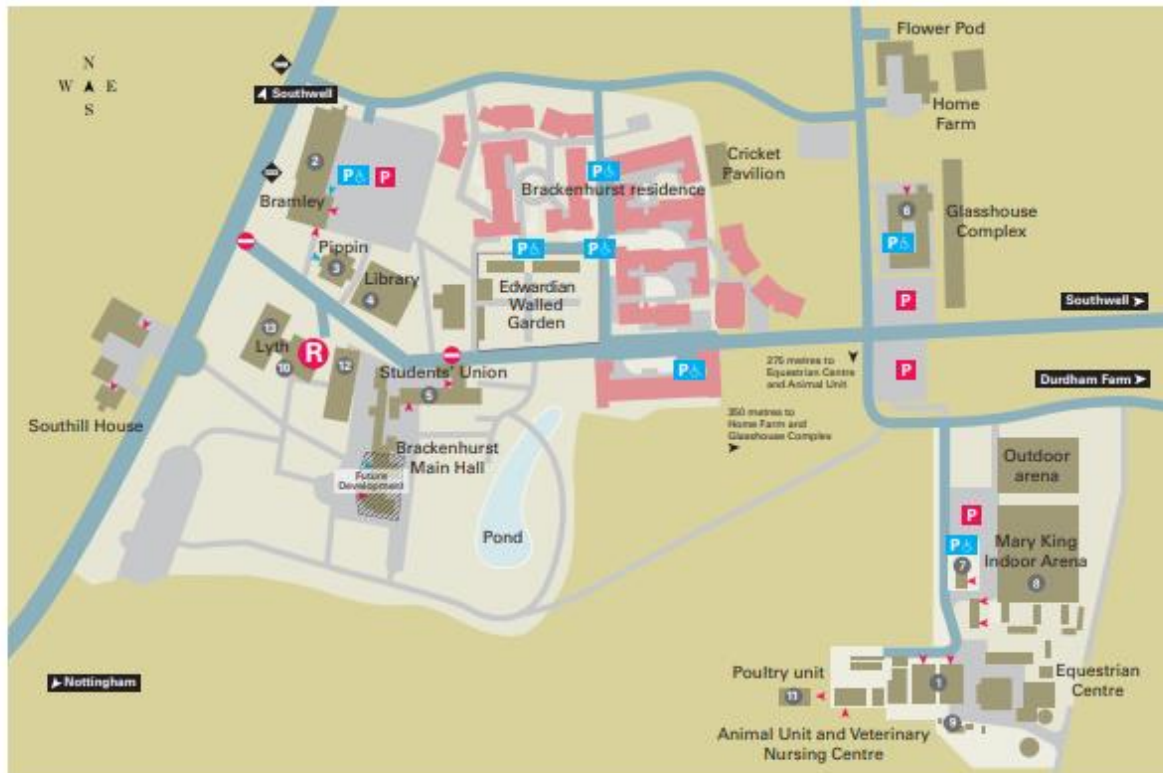 N
W E
S
Southwell
2
P
P
Bramley
Pippin
3
Library
4
13
Lyth
10
R
12
Students' Union
5
Southill House
Brackenhurst
Main Hall
Future
Development
Pond
Nottingham
P
Brackenhurst residence
P
P
Edwardian
Walled
Garden
P
Cricket
Pavilion
Flower Pod
Home
Farm
6
Glasshouse
Complex
P
P
P
Southwell
Durdham Farm
275 metres to
Equestrian Centre
and Animal Unit
350 metres to
Home Farm and
Glasshouse Complex
Outdoor
arena
P
P
7
Mary King
Indoor Arena
8
Poultry unit
11
1
9
Equestrian
Centre
Animal Unit and Veterinary
Nursing Centre